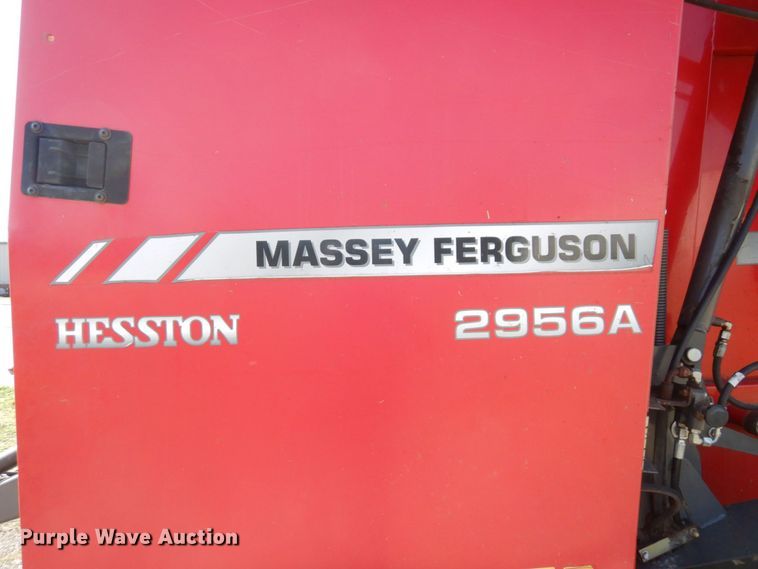 MASSEY FERGUSON
HESSTON 2956A
Purple Wave Auction